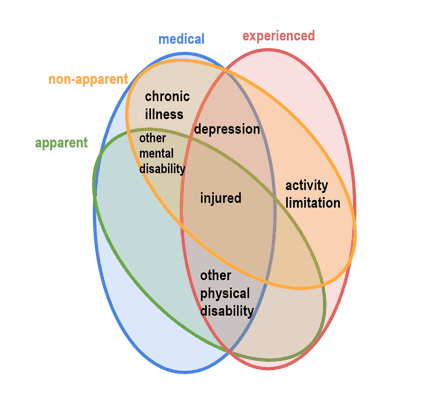 medical
experienced
non-apparent
chronic
illness
depression
apparent
other
mental
disability
injured
activity
limitation
other
physical
disability